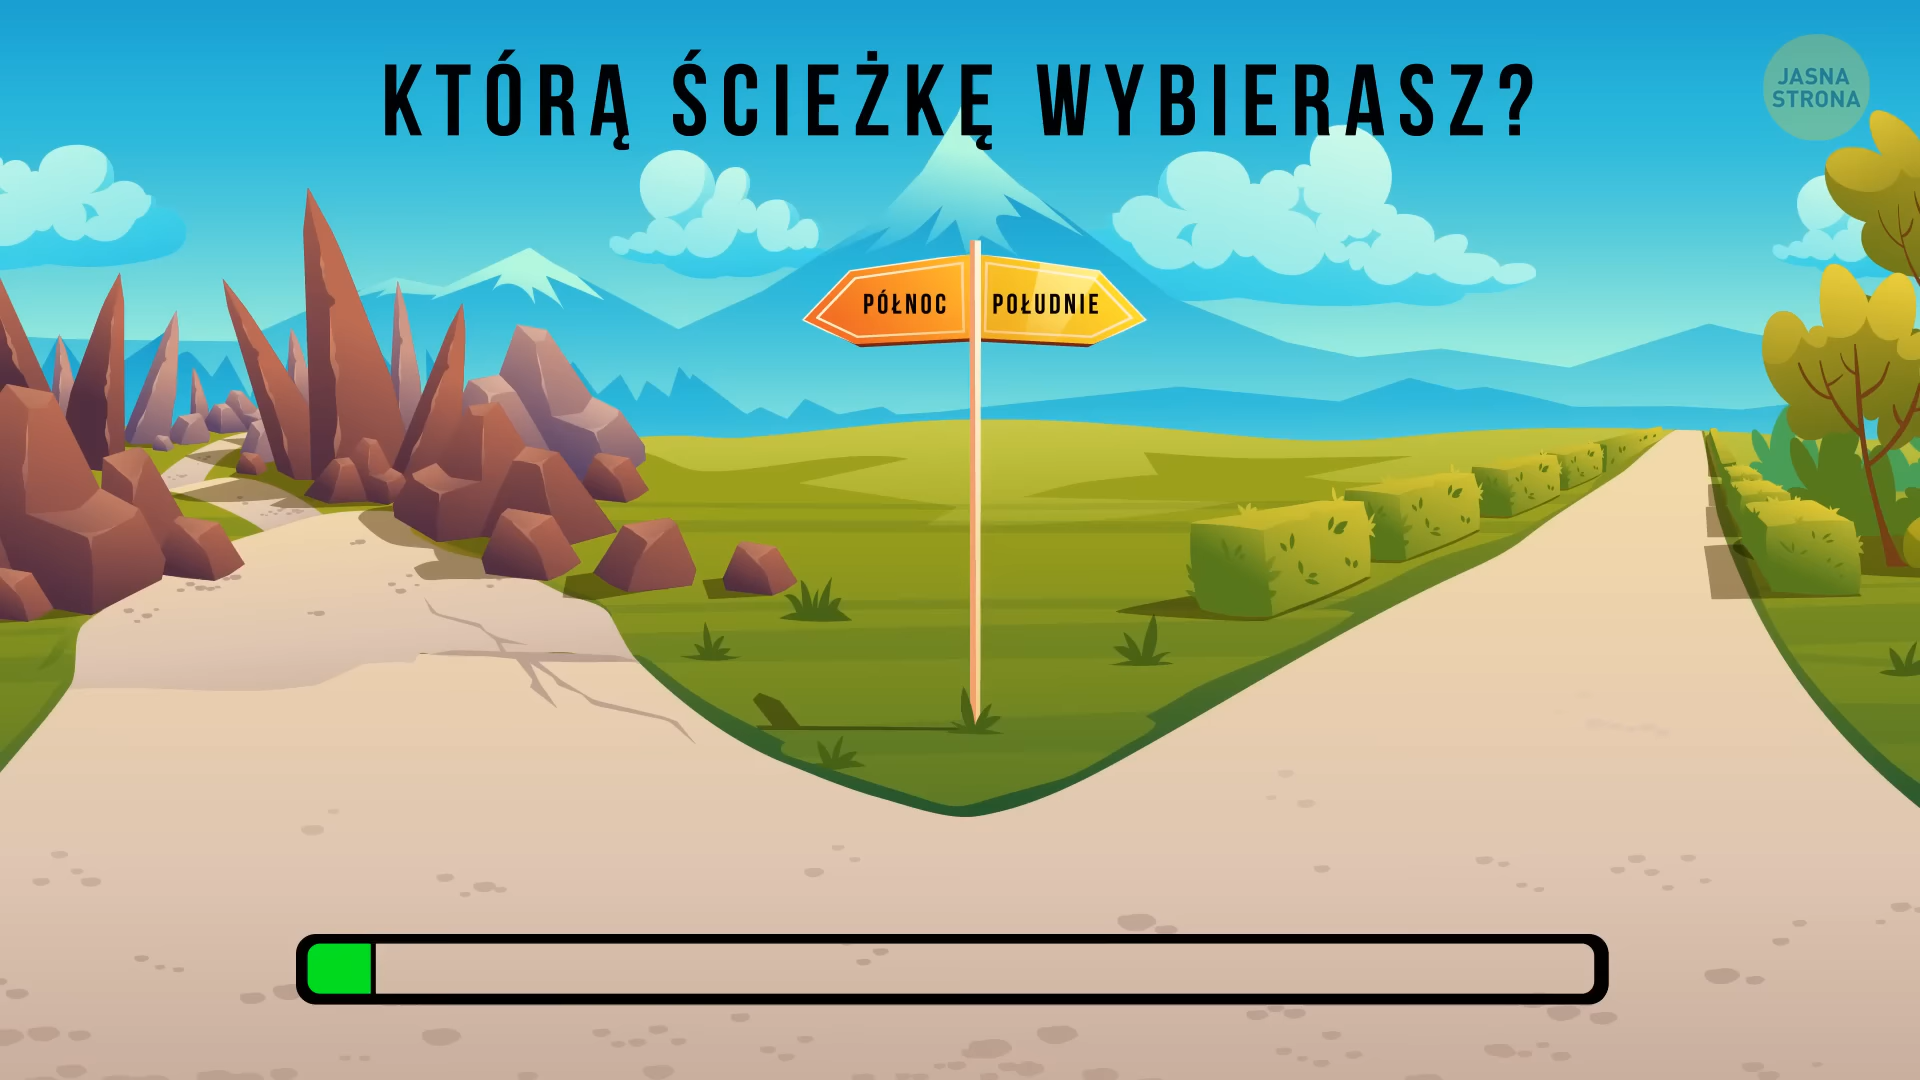 KTÓRĄ ŚCIEŻKĘ WYBIERASZ?
JASNA
STRONA
PÓŁNOC
POŁUDNIE